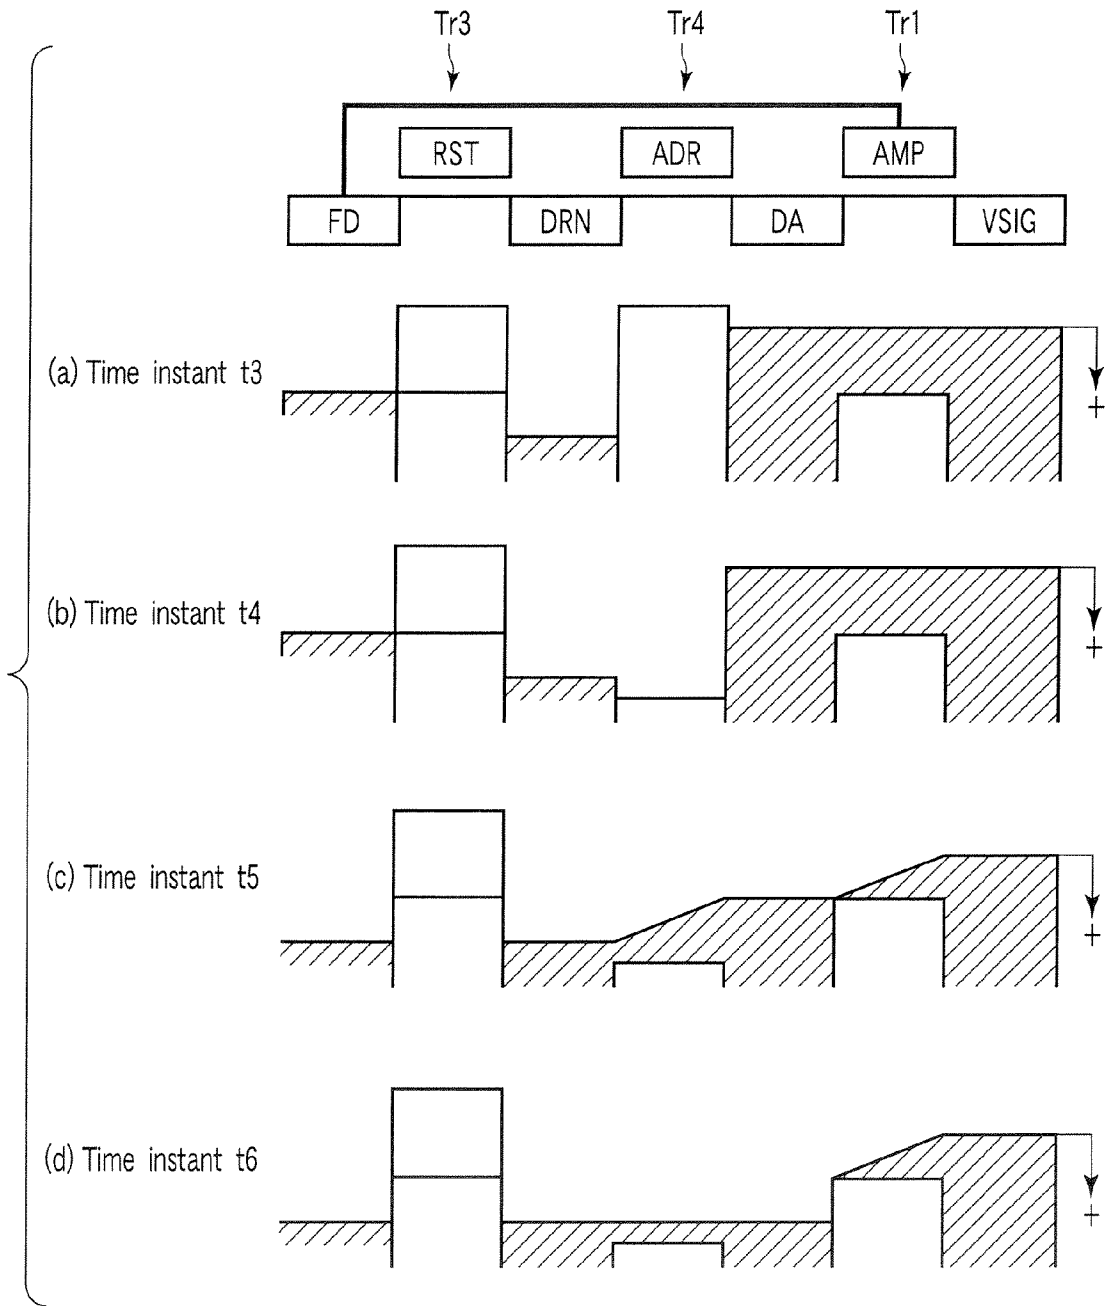 Tr3 Tr4 Tr1
RST ADR AMP
FD DRN DA VSIG
(a) Time instant t3
+
(b) Time instant t4
+
(c) Time instant t5
+
(d) Time instant t6
+